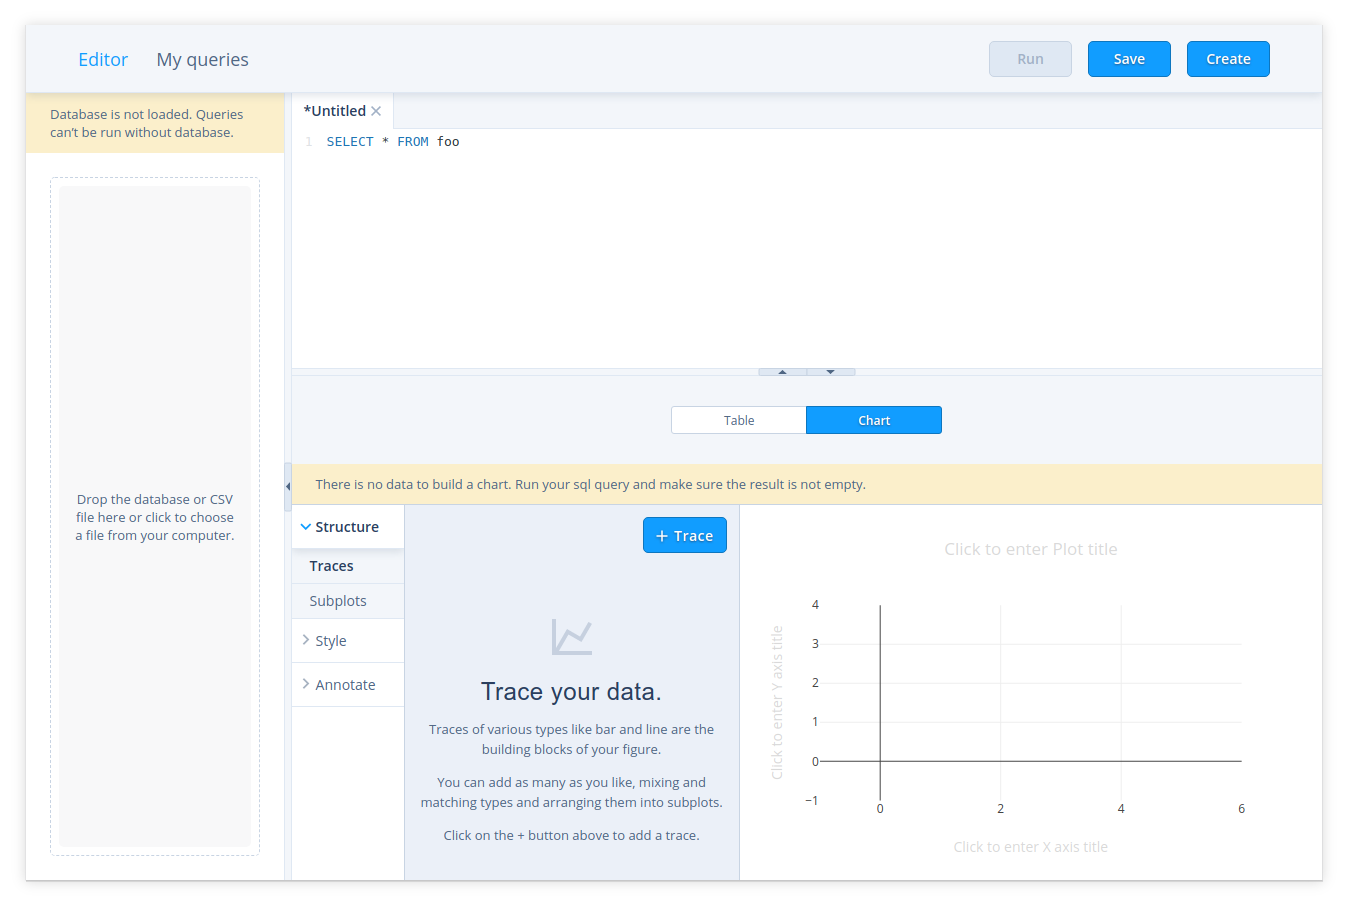 Editor My queries Run Save Create
Database is not loaded. Queries
can't be run without database.
*Untitled
1 SELECT * FROM foo
Drop the database or CSV
file here or click to choose
a file from your computer.
Table Chart
There is no data to build a chart. Run your sql query and make sure the result is not empty.
Structure
Traces
Subplots
Style
Annotate
+ Trace
Trace your data.
Traces of various types like bar and line are the
building blocks of your figure.
You can add as many as you like, mixing and
matching types and arranging them into subplots.
Click on the + button above to add a trace.
Click to enter Plot title
Click to enter Y axis title
4
3
2
1
0
−1
0 2 4 6
Click to enter X axis title